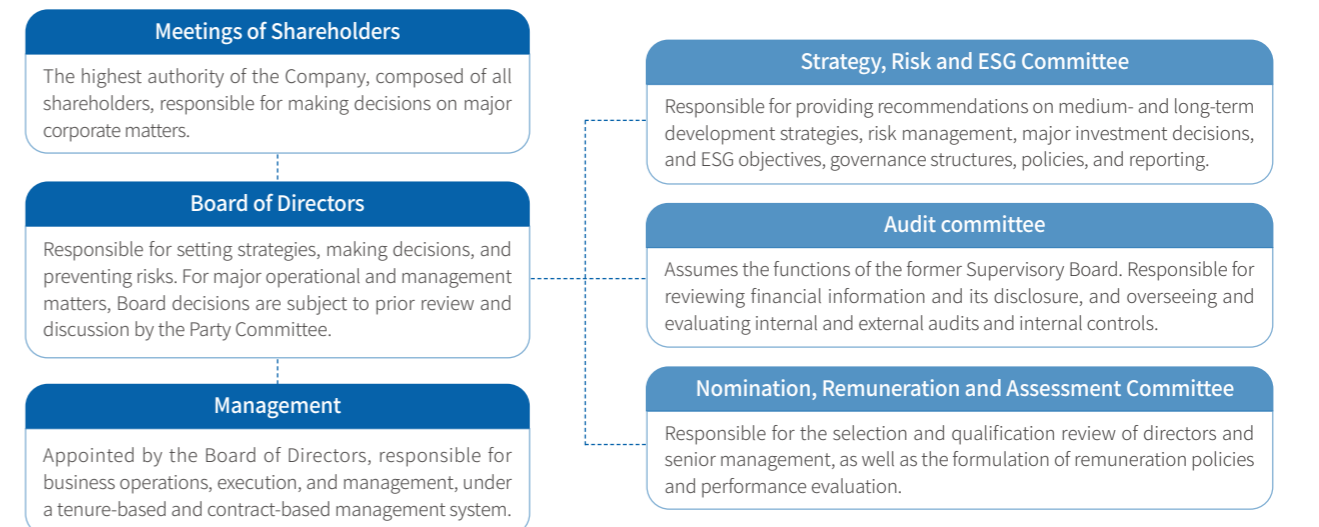 Meetings of Shareholders
The highest authority of the Company, composed of all
shareholders, responsible for making decisions on major
corporate matters.
Board of Directors
Responsible for setting strategies, making decisions, and
preventing risks. For major operational and management
matters, Board decisions are subject to prior review and
discussion by the Party Committee.
Management
Appointed by the Board of Directors, responsible for
business operations, execution, and management, under
a tenure-based and contract-based management system.
Strategy, Risk and ESG Committee
Responsible for providing recommendations on medium- and long-term
development strategies, risk management, major investment decisions,
and ESG objectives, governance structures, policies, and reporting.
Audit committee
Assumes the functions of the former Supervisory Board. Responsible for
reviewing financial information and its disclosure, and overseeing and
evaluating internal and external audits and internal controls.
Nomination, Remuneration and Assessment Committee
Responsible for the selection and qualification review of directors and
senior management, as well as the formulation of remuneration policies
and performance evaluation.